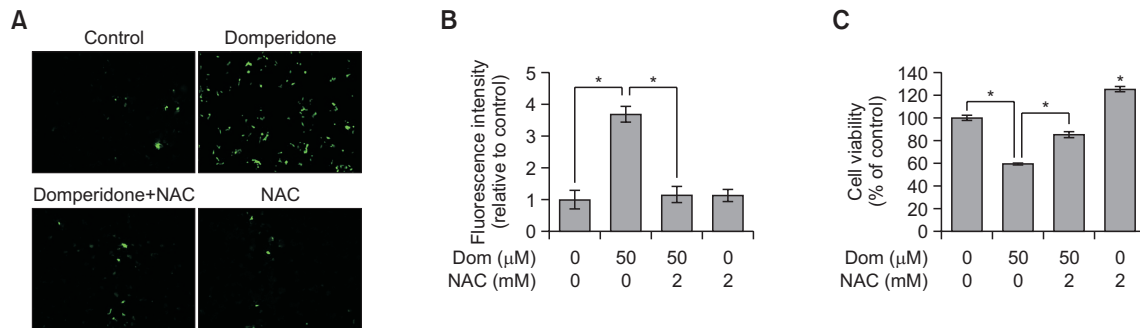 A
Control
Domperidone
Domperidone+NAC
NAC
B
Fluorescence intensity
(relative to control)
5
4
3
2
1
0
*
*
Dom (μM)
0
50
50
0
NAC (mM)
0
0
2
2
C
Cell viability
(% of control)
140
120
100
80
60
40
20
0
*
*
*
Dom (μM)
0
50
50
0
NAC (mM)
0
0
2
2